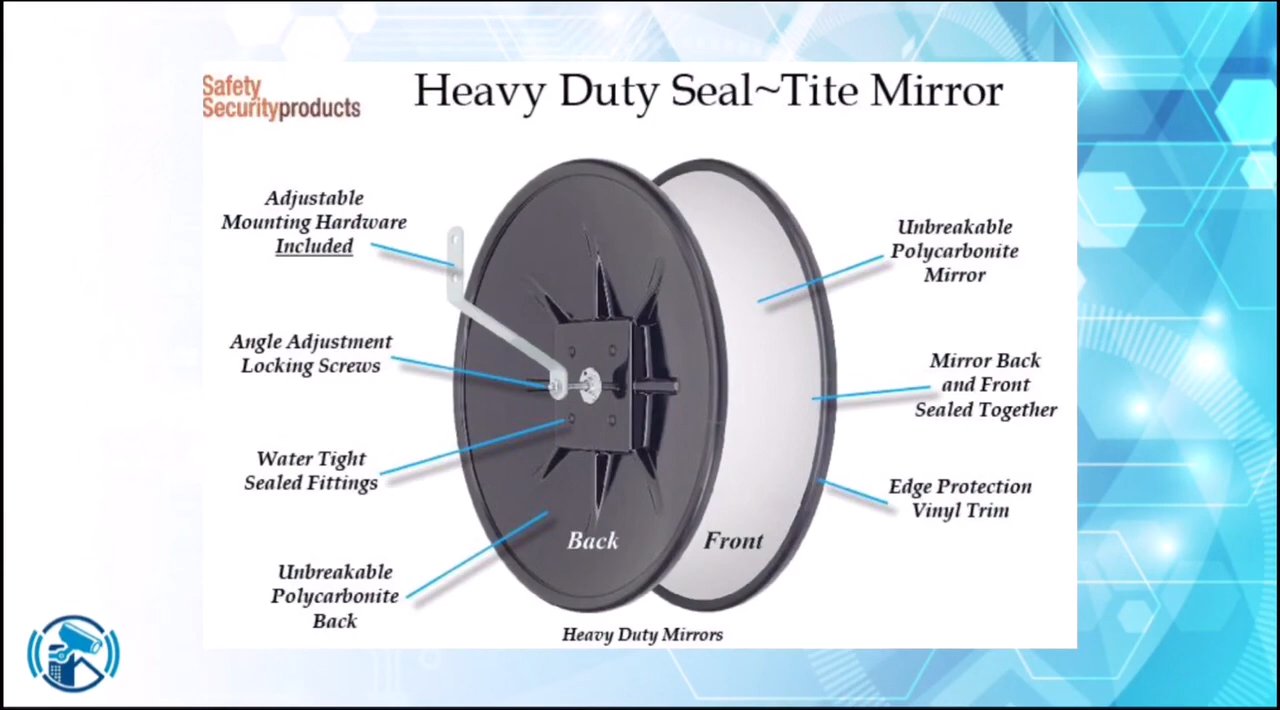 Safety
Securityproducts
Heavy Duty Seal~Tite Mirror
Adjustable
Mounting Hardware
Included
Angle Adjustment
Locking Screws
Water Tight
Sealed Fittings
Unbreakable
Polycarbonite
Back
Unbreakable
Polycarbonite
Mirror
Mirror Back
and Front
Sealed Together
Edge Protection
Vinyl Trim
Back
Front
Heavy Duty Mirrors